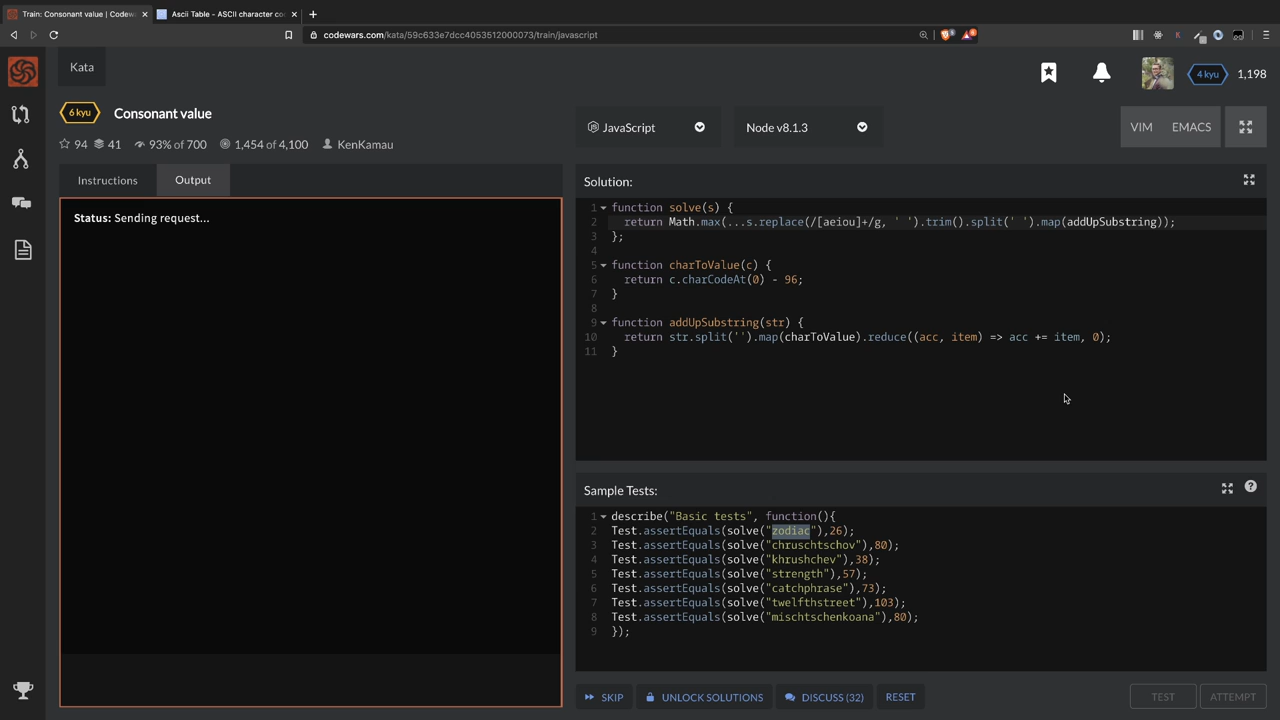 Train: Consonant value | Codew
Ascii Table - ASCII character co
codewars.com/kata/59c633e7dcc4053512000073/train/javascript
Kata
4 kyu 1,198
6 kyu Consonant value
JavaScript
Node v8.1.3
VIM EMACS
94 41 93% of 700 1,454 of 4,100 KenKamau
Instructions
Output
Status: Sending request...
Solution:
1 function solve(s) {
2 return Math.max(...s.replace(/[aeiou]+/g, ' ').trim().split(' ').map(addUpSubstring));
3 };
4
5 function charToValue(c) {
6 return c.charCodeAt(0) - 96;
7 }
8
9 function addUpSubstring(str) {
10 return str.split('').map(charToValue).reduce((acc, item) => acc += item, 0);
11 }
Sample Tests:
1 describe("Basic tests", function(){
2 Test.assertEquals(solve("zodiac"),26);
3 Test.assertEquals(solve("chruschtschov"),80);
4 Test.assertEquals(solve("khrushchev"),38);
5 Test.assertEquals(solve("strength"),57);
6 Test.assertEquals(solve("catchphrase"),73);
7 Test.assertEquals(solve("twelfthstreet"),103);
8 Test.assertEquals(solve("mischtschenkoana"),80);
9 });
SKIP
UNLOCK SOLUTIONS
DISCUSS (32)
RESET
TEST
ATTEMPT